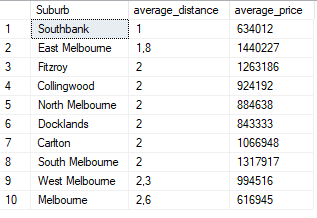 Suburb average_distance average_price
1 Southbank 1 634012
2 East Melbourne 1,8 1440227
3 Fitzroy 2 1263186
4 Collingwood 2 924192
5 North Melbourne 2 884638
6 Docklands 2 843333
7 Carlton 2 1066948
8 South Melbourne 2 1317917
9 West Melbourne 2,3 994516
10 Melbourne 2,6 616945